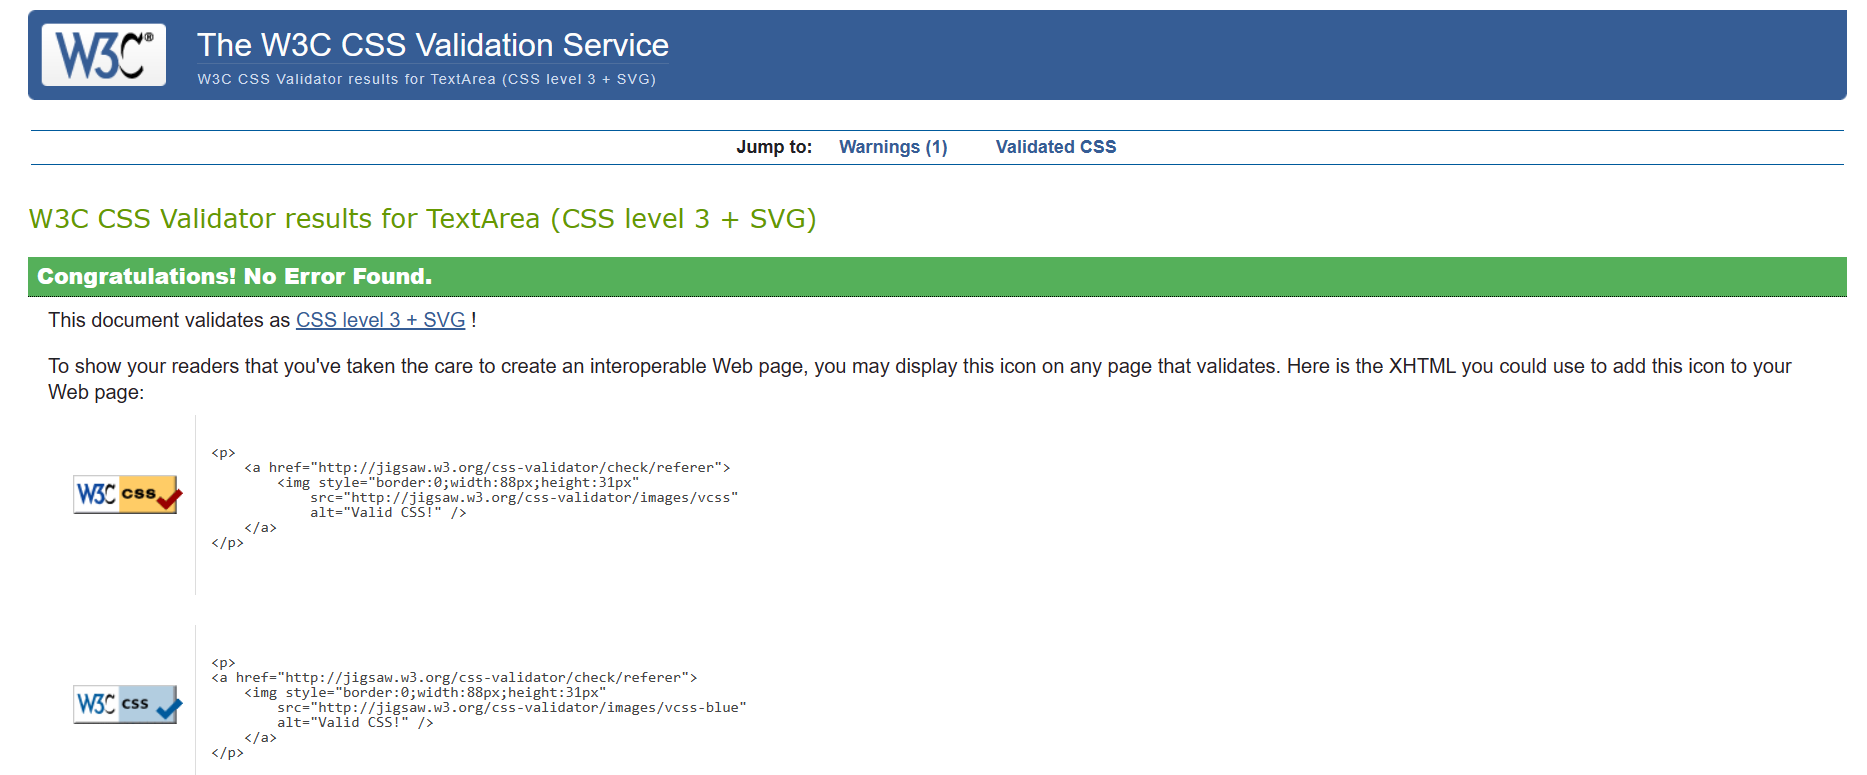 W3C®
The W3C CSS Validation Service
W3C CSS Validator results for TextArea (CSS level 3 + SVG)
Jump to: Warnings (1) Validated CSS
W3C CSS Validator results for TextArea (CSS level 3 + SVG)
Congratulations! No Error Found.
This document validates as CSS level 3 + SVG !
To show your readers that you've taken the care to create an interoperable Web page, you may display this icon on any page that validates. Here is the XHTML you could use to add this icon to your
Web page:
W3C css
<p>
    <a href="http://jigsaw.w3.org/css-validator/check/referer">
        <img style="border:0;width:88px;height:31px"
            src="http://jigsaw.w3.org/css-validator/images/vcss"
            alt="Valid CSS!" />
    </a>
</p>
W3C css
<p>
<a href="http://jigsaw.w3.org/css-validator/check/referer">
    <img style="border:0;width:88px;height:31px"
        src="http://jigsaw.w3.org/css-validator/images/vcss-blue"
        alt="Valid CSS!" />
    </a>
</p>